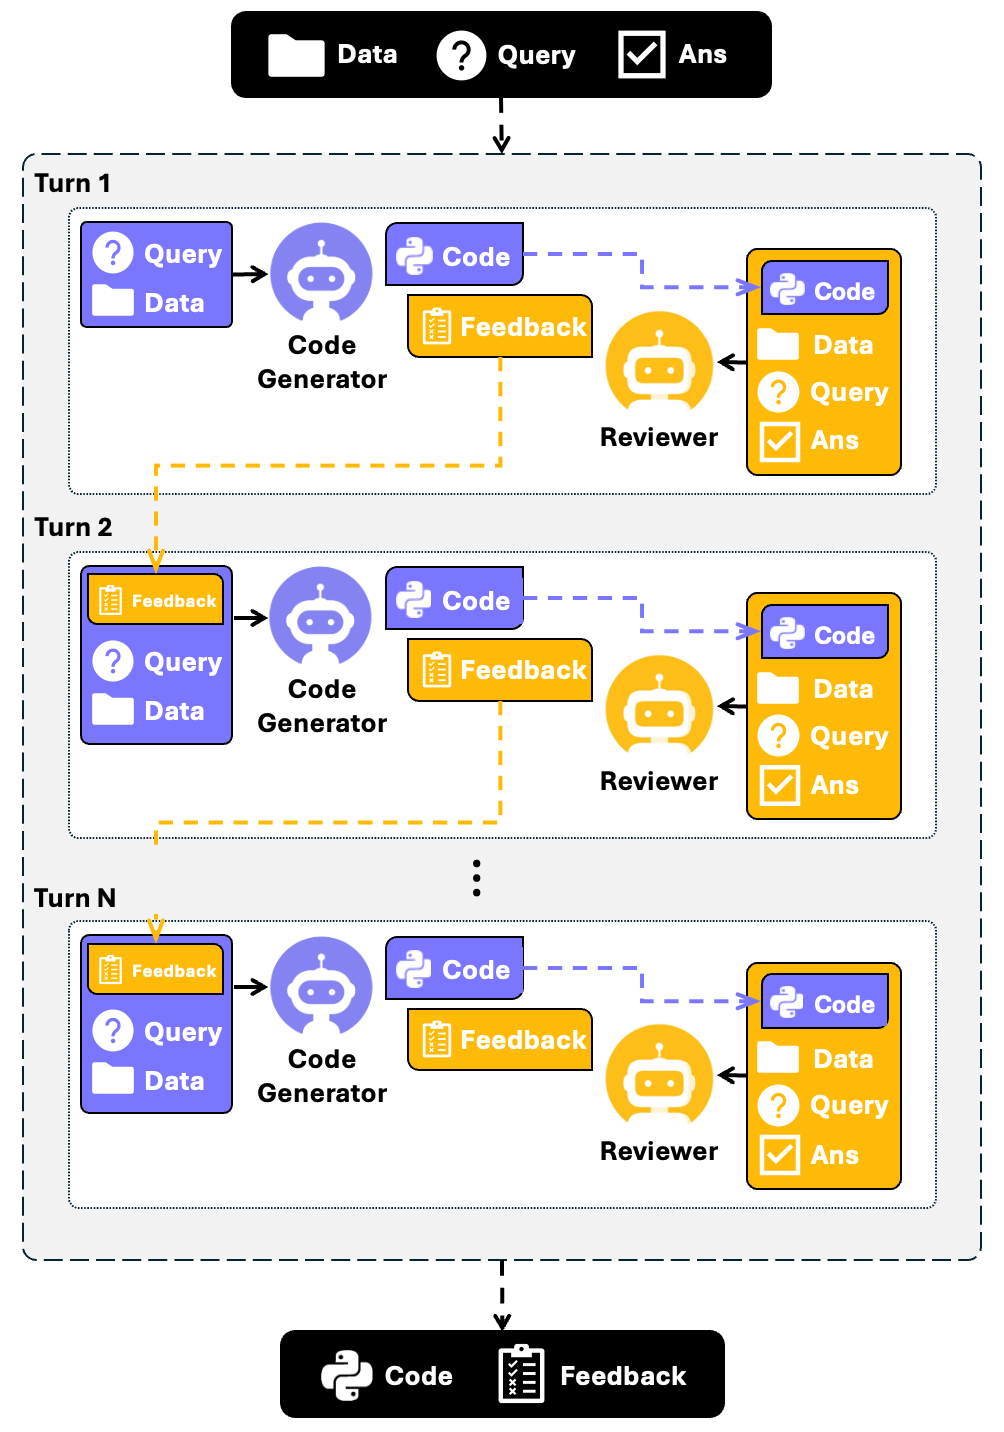 Data Query Ans
Turn 1
Query
Data
Code
Generator
Code
Feedback
Reviewer
Code
Data
Query
Ans
Turn 2
Feedback
Query
Data
Code
Generator
Code
Feedback
Reviewer
Code
Data
Query
Ans
Turn N
Feedback
Query
Data
Code
Generator
Code
Feedback
Reviewer
Code
Data
Query
Ans
Code Feedback